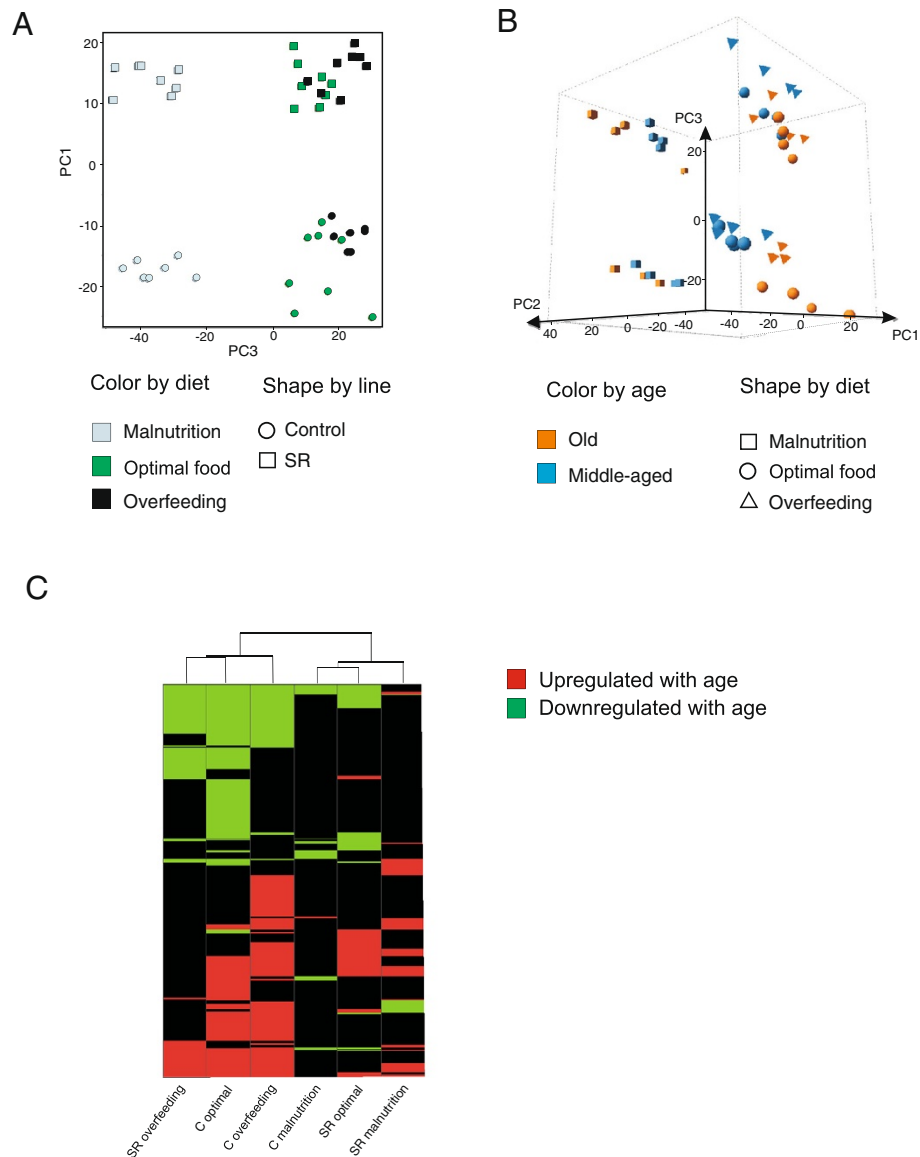 A
20
10
0
-10
-20
PC1
-40
-20
0
20
PC3
Color by diet
Malnutrition
Optimal food
Overfeeding
Shape by line
Control
SR
B
PC3
20
0
-20
PC2
40
20
0
-20
-40
-40
-20
0
20
PC1
Color by age
Old
Middle-aged
Shape by diet
Malnutrition
Optimal food
Overfeeding
C
Upregulated with age
Downregulated with age
SR overfeeding
C optimal
C overfeeding
C malnutrition
SR optimal
SR malnutrition